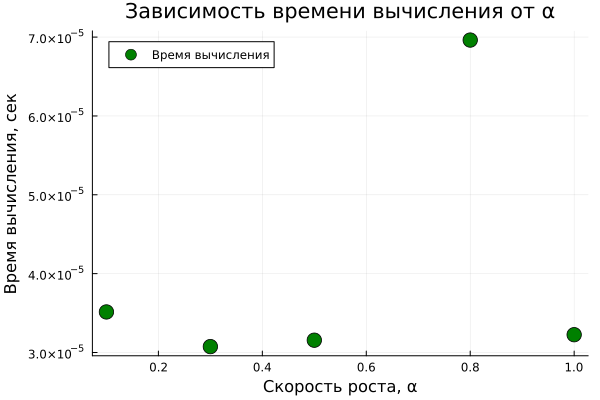 Зависимость времени вычисления от α
Время вычисления
Время вычисления, сек
7.0×10⁻⁵
6.0×10⁻⁵
5.0×10⁻⁵
4.0×10⁻⁵
3.0×10⁻⁵
0.2 0.4 0.6 0.8 1.0
Скорость роста, α